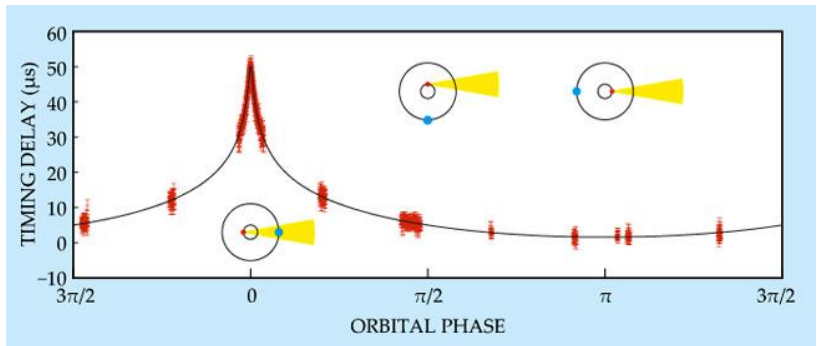 TIMING DELAY (μs)
60
50
40
30
20
10
0
−10
3π/2
0
π/2
π
3π/2
ORBITAL PHASE